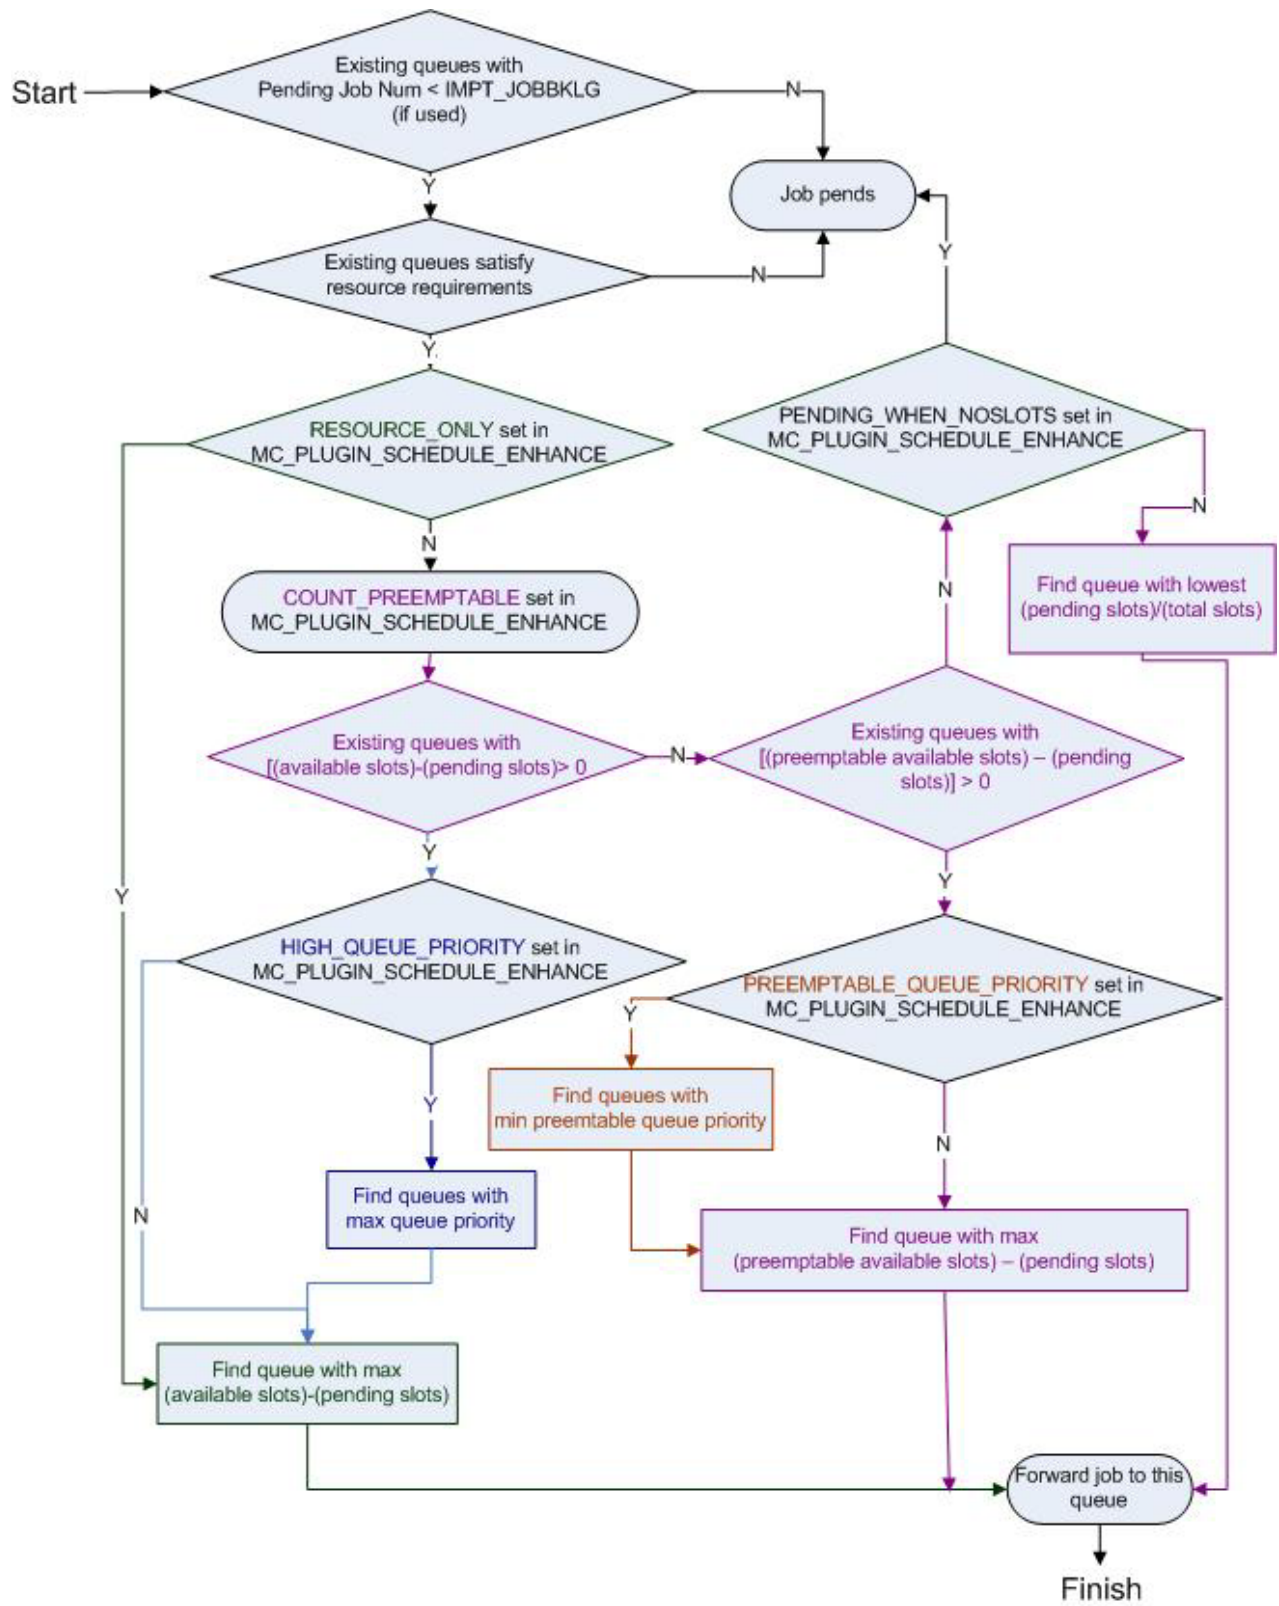 Existing queues with
Pending Job Num < IMPT_JOBBKLG
(if used)
Start
N
Y
Job pends
Existing queues satisfy
resource requirements
N
Y
Y
RESOURCE_ONLY set in
MC_PLUGIN_SCHEDULE_ENHANCE
PENDING_WHEN_NOSLOTS set in
MC_PLUGIN_SCHEDULE_ENHANCE
N
N
COUNT_PREEMPTABLE set in
MC_PLUGIN_SCHEDULE_ENHANCE
N
Find queue with lowest
(pending slots)/(total slots)
Existing queues with
[(available slots)-(pending slots)> 0
N
Existing queues with
[(preemptable available slots) – (pending
slots)] > 0
Y
Y
Y
HIGH_QUEUE_PRIORITY set in
MC_PLUGIN_SCHEDULE_ENHANCE
PREEMPTABLE_QUEUE_PRIORITY set in
MC_PLUGIN_SCHEDULE_ENHANCE
Y
Y
Find queues with
min preemtable queue priority
N
Find queues with
max queue priority
N
Find queue with max
(preemptable available slots) – (pending slots)
Find queue with max
(available slots)-(pending slots)
Forward job to this
queue
Finish